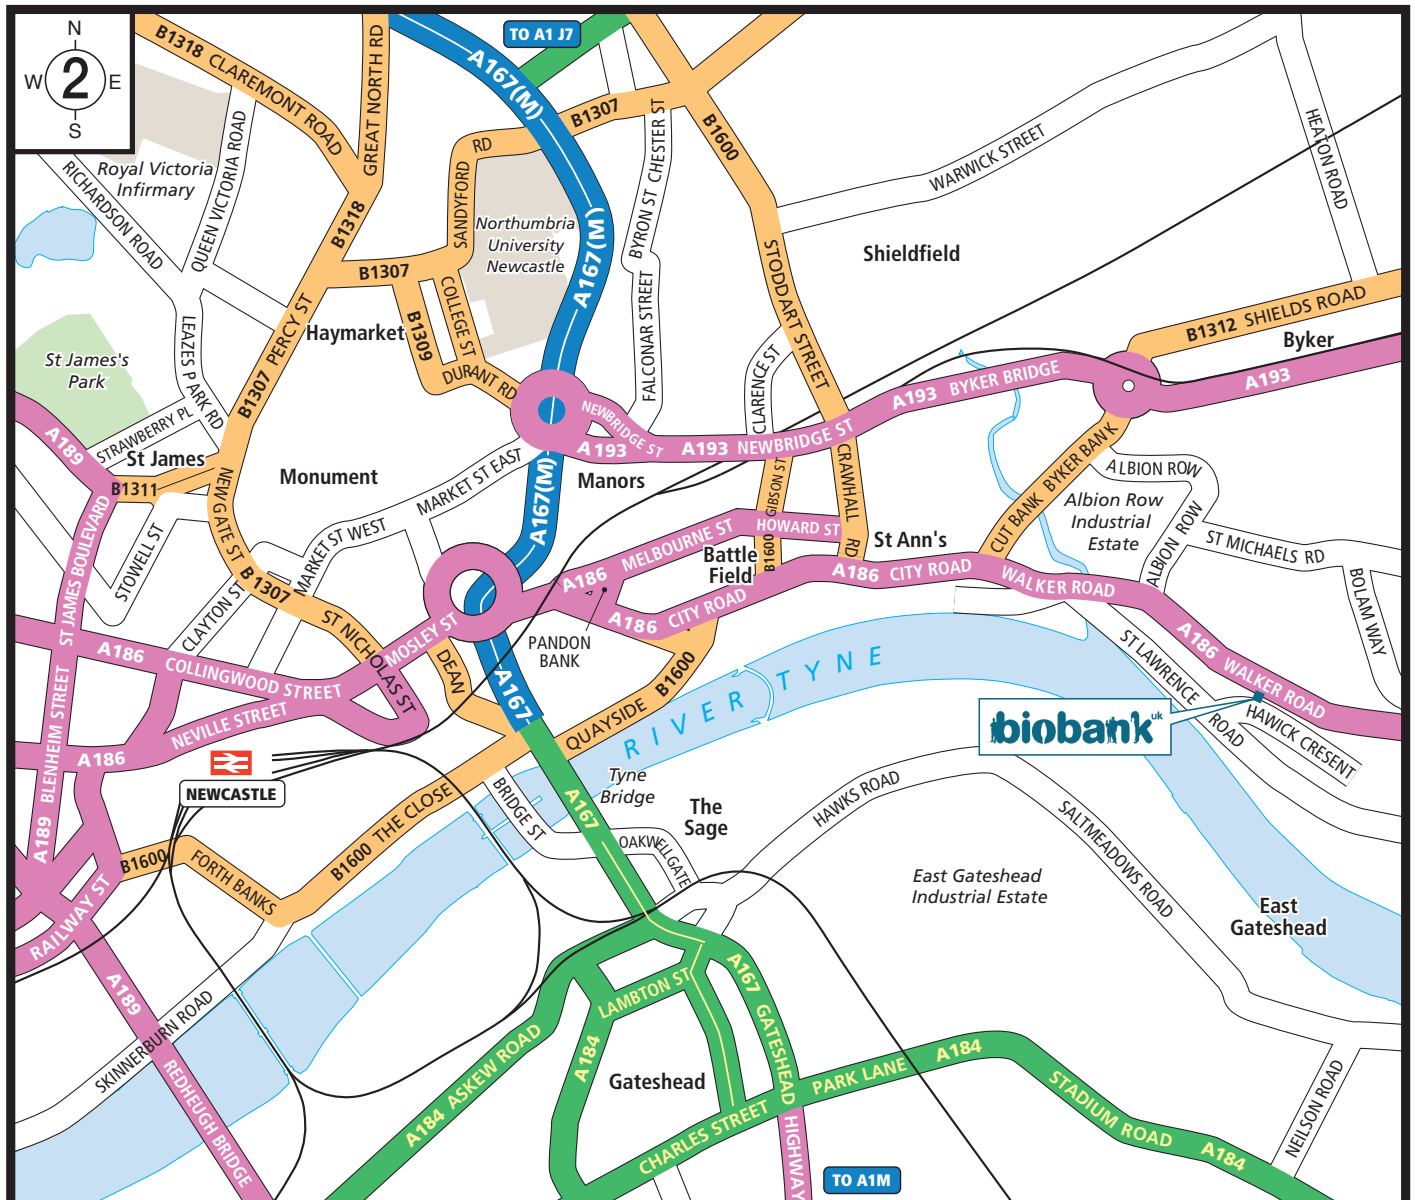 N
W 2 E
S
TO A1 J7
B1318 CLAREMONT ROAD
GREAT NORTH RD
A167(M)
B1307
B1600
Royal Victoria
Infirmary
QUEEN VICTORIA ROAD
RICHARDSON ROAD
SANDYFORD
RD
Northumbria
University
Newcastle
A167(M)
BYRON ST
CHESTER ST
WARWICK STREET
HEATON ROAD
Shieldfield
B1318
B1307
COLLEGE ST
B1309
Haymarket
DURANT RD
FALCONAR STREET
STODDART STREET
CLARENCE ST
B1312 SHIELDS ROAD
Byker
A193
A193 BYKER BRIDGE
St James's
Park
LEAZES PARK RD
B1307 PERCY ST
STRAWBERRY PL
A189
St James
B1311
Monument
MARKET ST EAST
NEWBRIDGE ST
A193
A193 NEWBRIDGE ST
Manors
A167(M)
CRAWHALL
RD
GIBSON ST
B1600
CUT BANK
BYKER BANK
ALBION ROW
Albion Row
Industrial
Estate
ALBION ROW
ST MICHAELS RD
BOLAM WAY
NEWGATE ST
MARKET ST WEST
STOWELL ST
ST JAMES BOULEVARD
CLAYTON ST
B1307
ST NICHOLAS ST
MOSLEY ST
DEAN
A186 MELBOURNE ST
HOWARD ST
Battle
Field
St Ann's
A186 CITY ROAD
A186 CITY ROAD
WALKER ROAD
PANDON
BANK
A186 WALKER ROAD
ST LAWRENCE
ROAD
HAWICK CRESENT
biobank uk
A186 COLLINGWOOD STREET
NEVILLE STREET
A186
A189 BLENHEIM STREET
NEWCASTLE
A167
QUAYSIDE B1600
RIVER TYNE
Tyne
Bridge
BRIDGE ST
The
Sage
OAKWELLGATE
HAWKS ROAD
SALTMEADOWS ROAD
East Gateshead
Industrial Estate
East
Gateshead
B1600
FORTH BANKS
B1600 THE CLOSE
RAILWAY ST
A189
REDHEUGH BRIDGE
SKINNERBURN ROAD
A167
A184 ASKEW ROAD
LAMBTON ST
A184
A167 GATESHEAD
HIGHWAY
Gateshead
CHARLES STREET
PARK LANE
A184
STADIUM ROAD
A184
NEILSON ROAD
TO A1M